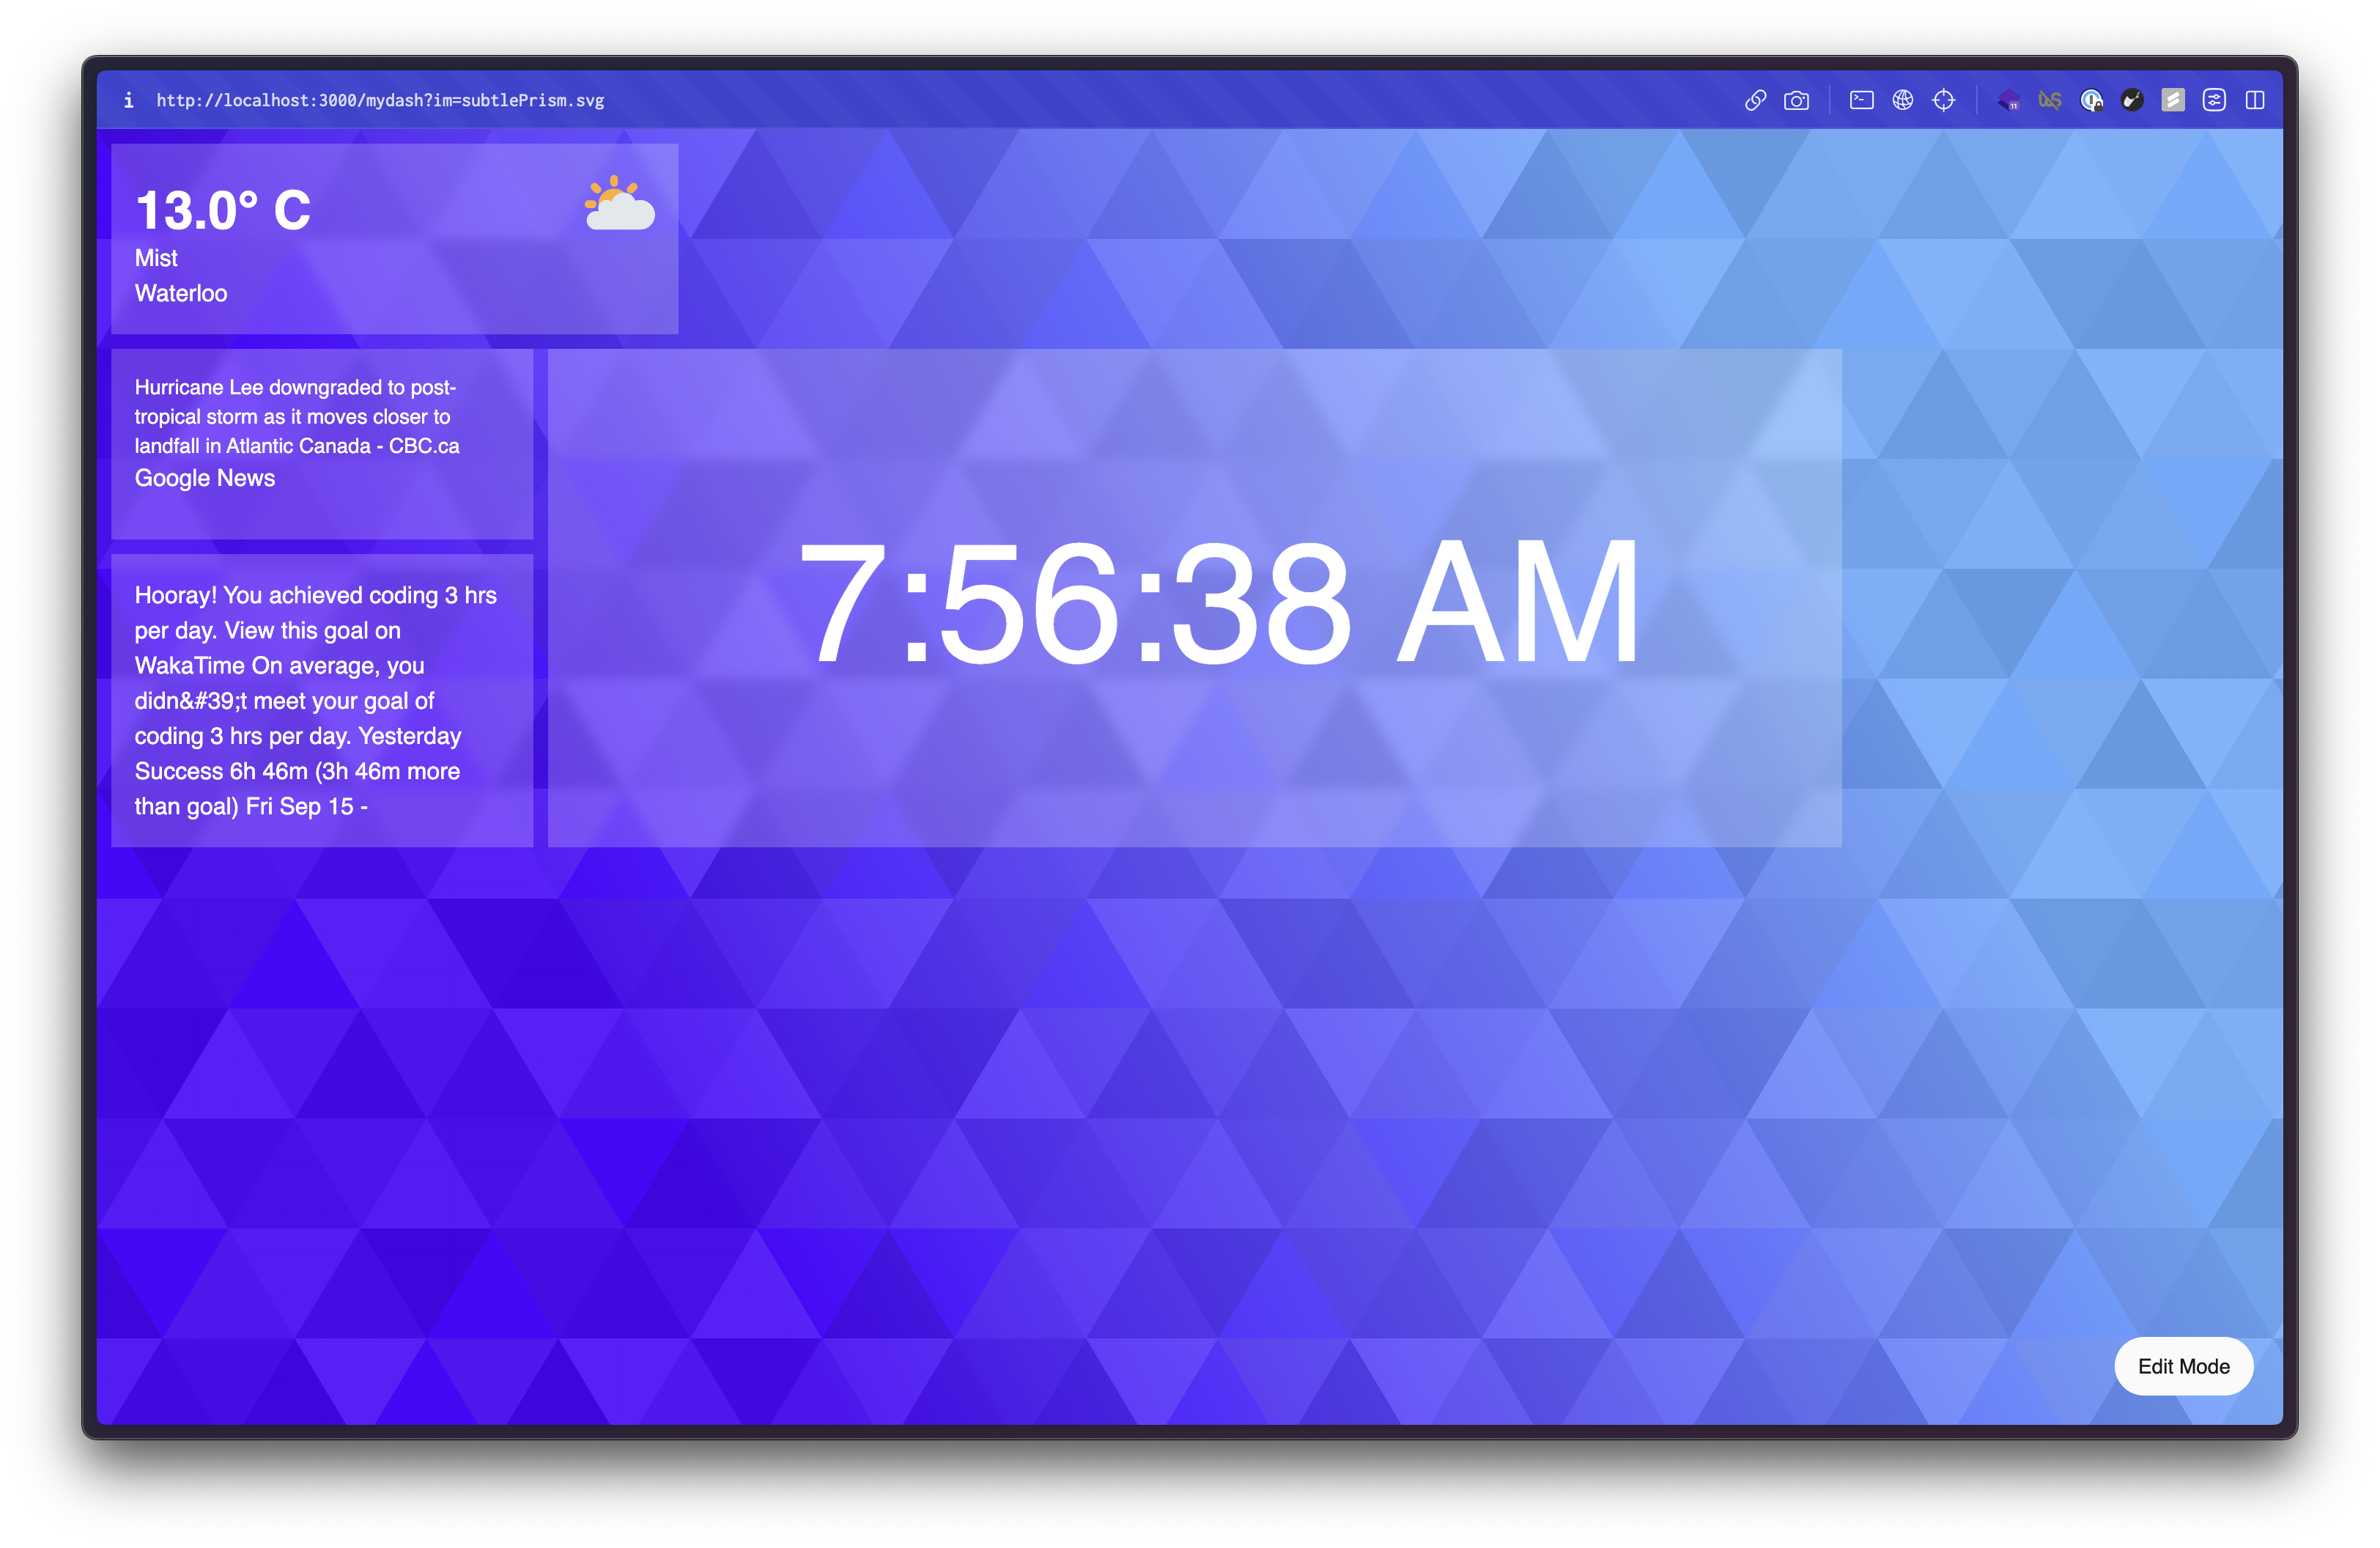 i http://localhost:3000/mydash?im=subtlePrism.svg
11
13.0° C
Mist
Waterloo
Hurricane Lee downgraded to post-
tropical storm as it moves closer to
landfall in Atlantic Canada - CBC.ca
Google News
Hooray! You achieved coding 3 hrs
per day. View this goal on
WakaTime On average, you
didn&#39;t meet your goal of
coding 3 hrs per day. Yesterday
Success 6h 46m (3h 46m more
than goal) Fri Sep 15 -
7:56:38 AM
Edit Mode